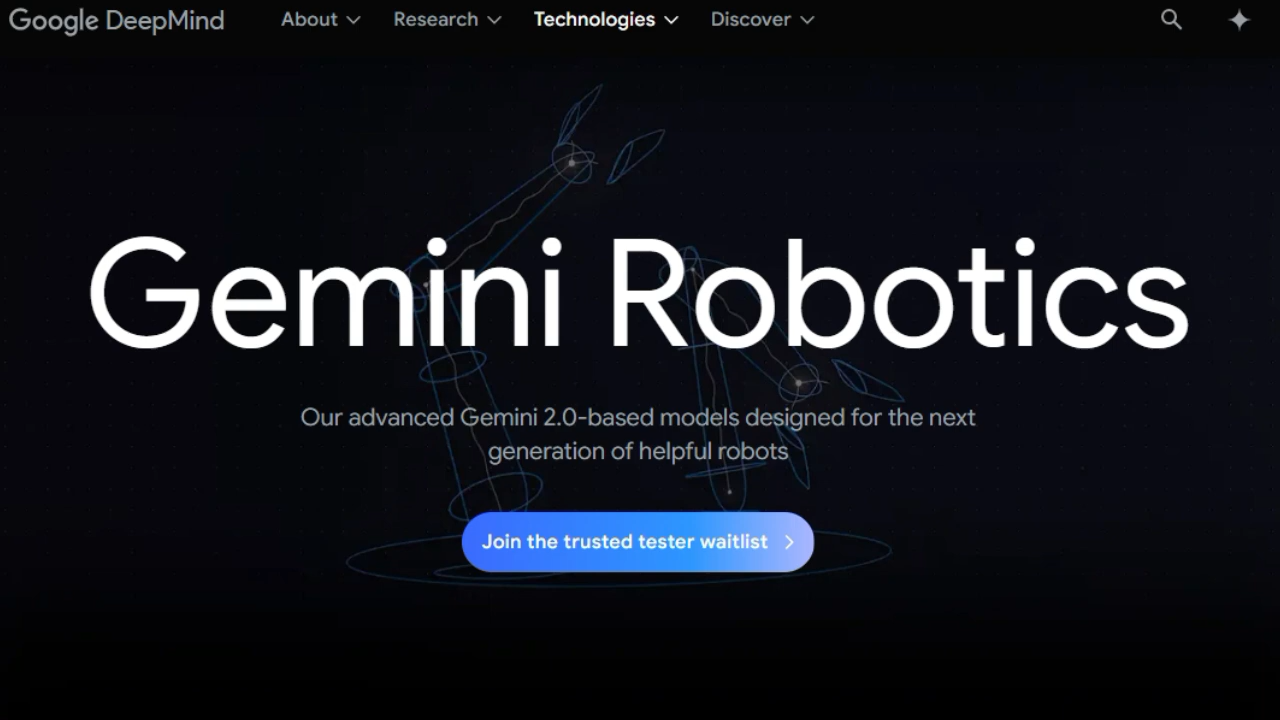 Google DeepMind About Research Technologies Discover
Gemini Robotics
Our advanced Gemini 2.0-based models designed for the next
generation of helpful robots
Join the trusted tester waitlist